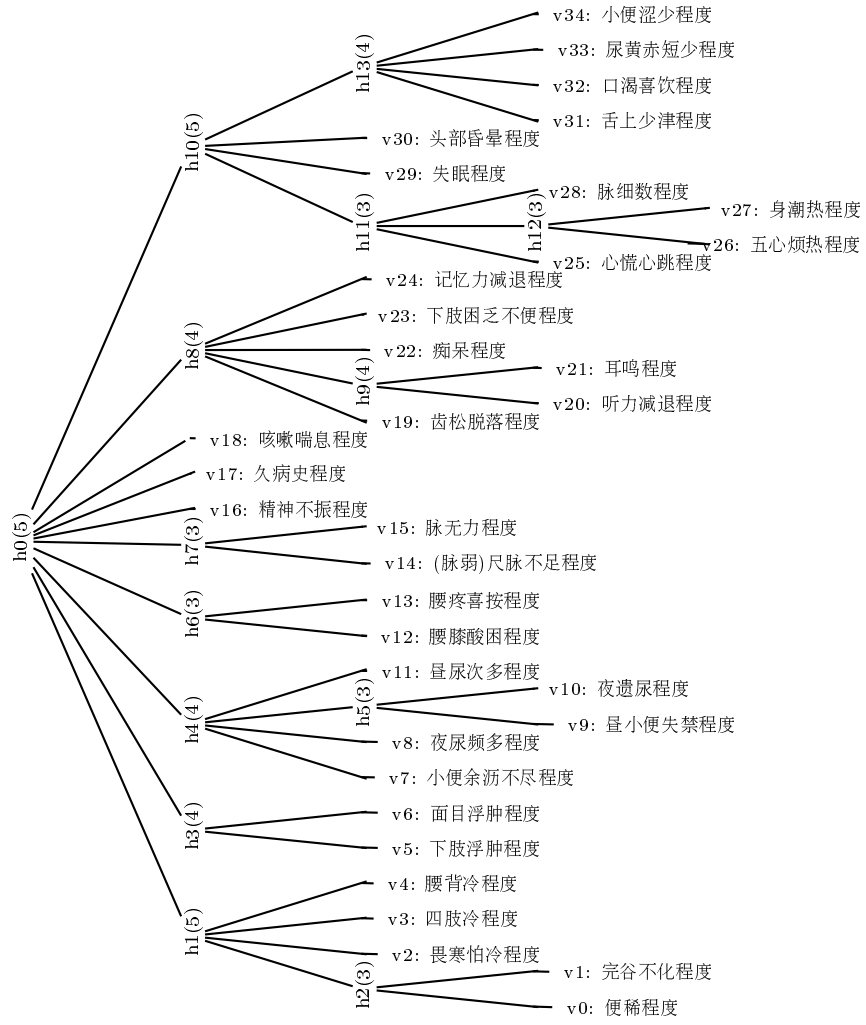 v34: 小便涩少程度
h13(4)
v33: 尿黄赤短少程度
v32: 口渴喜饮程度
v31: 舌上少津程度
h10(5)
v30: 头部昏晕程度
v29: 失眠程度
v28: 脉细数程度
h11(3)
h12(3)
v27: 身潮热程度
v26: 五心烦热程度
v25: 心慌心跳程度
v24: 记忆力减退程度
v23: 下肢困乏不便程度
h8(4)
v22: 痴呆程度
h9(4)
v21: 耳鸣程度
v20: 听力减退程度
v19: 齿松脱落程度
v18: 咳嗽喘息程度
v17: 久病史程度
v16: 精神不振程度
h0(5)
h7(3)
v15: 脉无力程度
v14: (脉弱)尺脉不足程度
h6(3)
v13: 腰疼喜按程度
v12: 腰膝酸困程度
v11: 昼尿次多程度
h4(4)
h5(3)
v10: 夜遗尿程度
v9: 昼小便失禁程度
v8: 夜尿频多程度
v7: 小便余沥不尽程度
h3(4)
v6: 面目浮肿程度
v5: 下肢浮肿程度
v4: 腰背冷程度
h1(5)
v3: 四肢冷程度
v2: 畏寒怕冷程度
h2(3)
v1: 完谷不化程度
v0: 便稀程度